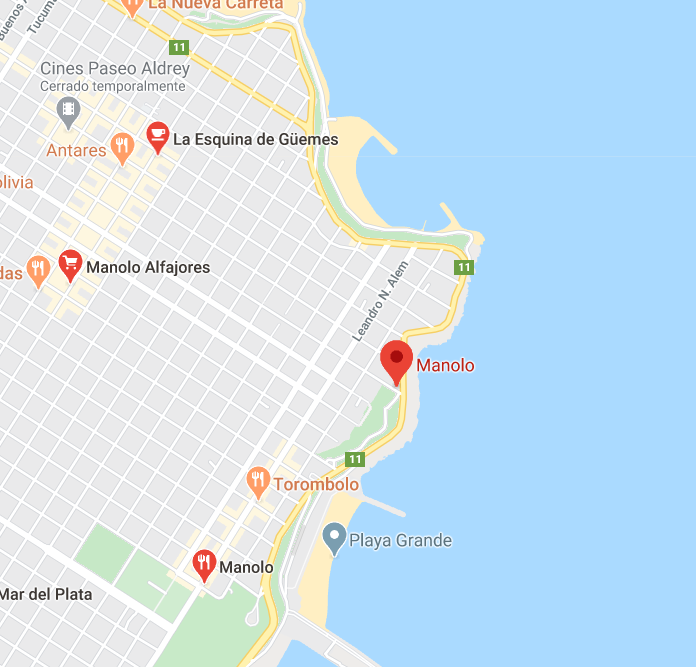 La Nueva Carreta
Tucum
Buenos A
11
Cines Paseo Aldrey
Cerrado temporalmente
La Esquina de Güemes
Antares
olivia
Manolo Alfajores
das
11
Leandro N. Alem
Manolo
11
Torombolo
Playa Grande
Manolo
Mar del Plata